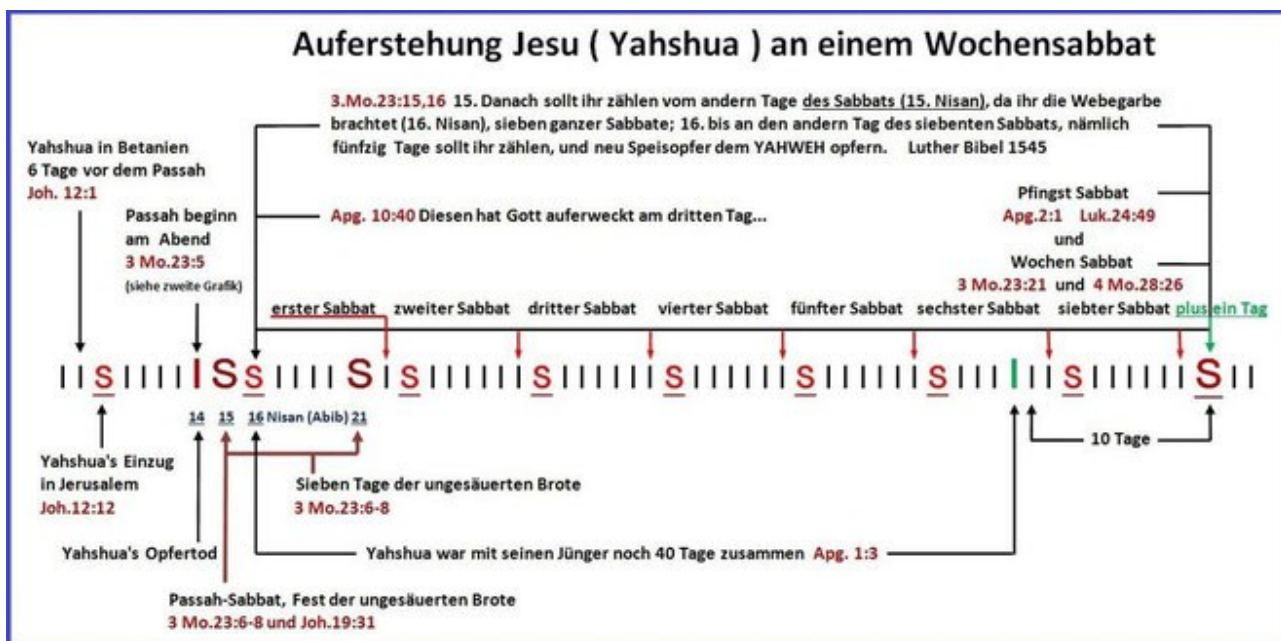 Auferstehung Jesu ( Yahshua ) an einem Wochensabbat
3.Mo.23:15,16 15. Danach sollt ihr zählen vom andern Tage des Sabbats (15. Nisan), da ihr die Webegarbe
brachtet (16. Nisan), sieben ganzer Sabbate; 16. bis an den andern Tag des siebenten Sabbats, nämlich
fünfzig Tage sollt ihr zählen, und neu Speisopfer dem YAHWEH opfern. Luther Bibel 1545
Yahshua in Betanien
6 Tage vor dem Passah
Joh. 12:1
Passah beginn
am Abend
3 Mo.23:5
(siehe zweite Grafik)
Apg. 10:40 Diesen hat Gott auferweckt am dritten Tag...
Pfingst Sabbat
Apg.2:1 Luk.24:49
und
Wochen Sabbat
3 Mo.23:21 und 4 Mo.28:26
erster Sabbat zweiter Sabbat dritter Sabbat vierter Sabbat fünfter Sabbat sechster Sabbat siebter Sabbat plus ein Tag
I I S I I I I I S S I I I I S S I I I I I I S I I I I I I S I I I I I I S I I I I I I S I I I I I I S I I I I I I S I I
14 15 16 Nisan (Abib) 21
10 Tage
Yahshua's Einzug
in Jerusalem
Joh.12:12
Sieben Tage der ungesäuerten Brote
3 Mo.23:6-8
Yahshua's Opfertod
Yahshua war mit seinen Jünger noch 40 Tage zusammen Apg. 1:3
Passah-Sabbat, Fest der ungesäuerten Brote
3 Mo.23:6-8 und Joh.19:31